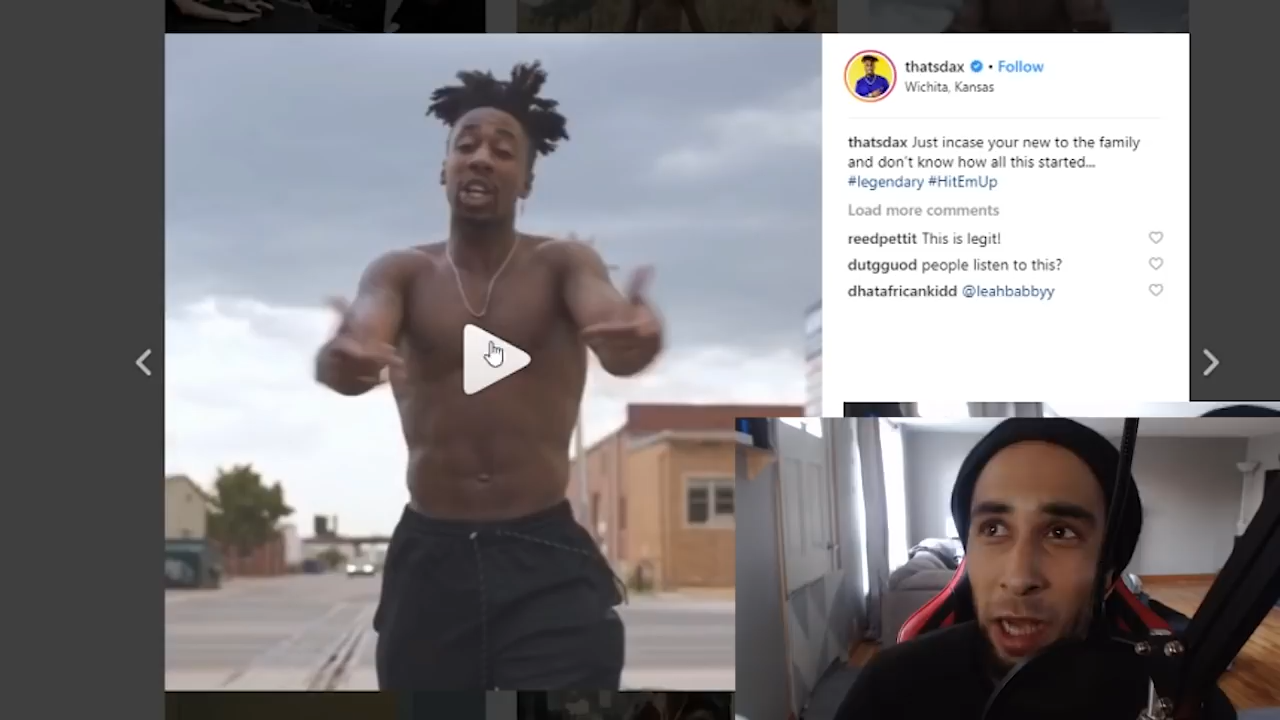 thatsdax • Follow
Wichita, Kansas
thatsdax Just incase your new to the family
and don't know how all this started...
#legendary #HitEmUp
Load more comments
reedpettit This is legit!
dutgguod people listen to this?
dhatafricankidd @leahbabbyy